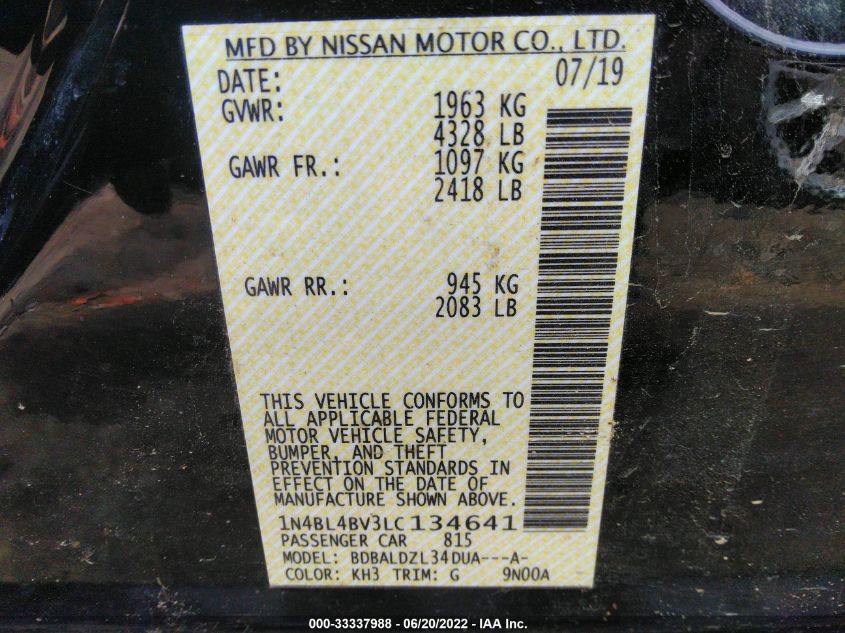 MFD BY NISSAN MOTOR CO., LTD.
DATE: 07/19
GVWR: 1963 KG
4328 LB
GAWR FR.: 1097 KG
2418 LB
GAWR RR.: 945 KG
2083 LB
THIS VEHICLE CONFORMS TO
ALL APPLICABLE FEDERAL
MOTOR VEHICLE SAFETY,
BUMPER, AND THEFT
PREVENTION STANDARDS IN
EFFECT ON THE DATE OF
MANUFACTURE SHOWN ABOVE.
1N4BL4BV3LC134641
PASSENGER CAR 815
MODEL: BDBALDZL34DUA---A-
COLOR: KH3 TRIM: G 9N00A
000-33337988 - 06/20/2022 - IAA Inc.